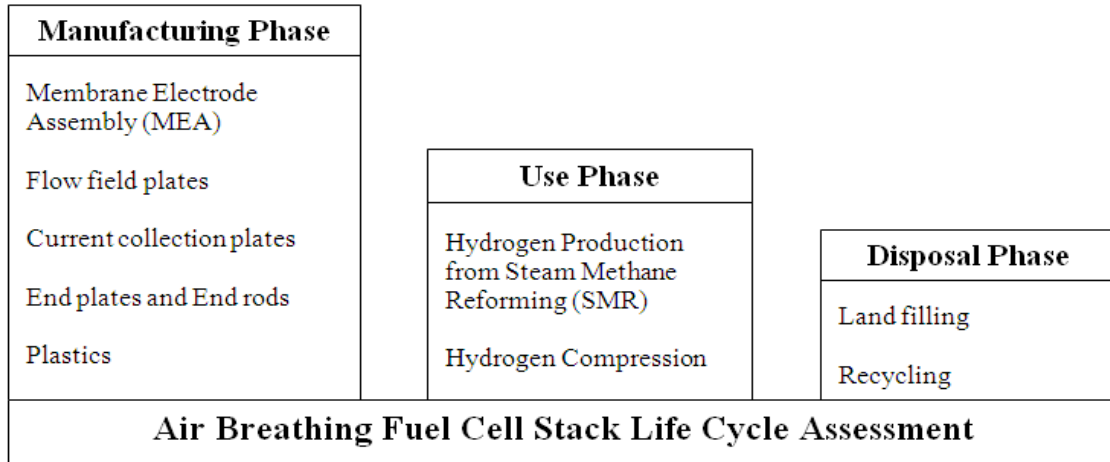 Manufacturing Phase
Membrane Electrode
Assembly (MEA)
Flow field plates
Current collection plates
End plates and End rods
Plastics
Use Phase
Hydrogen Production
from Steam Methane
Reforming (SMR)
Hydrogen Compression
Disposal Phase
Land filling
Recycling
Air Breathing Fuel Cell Stack Life Cycle Assessment